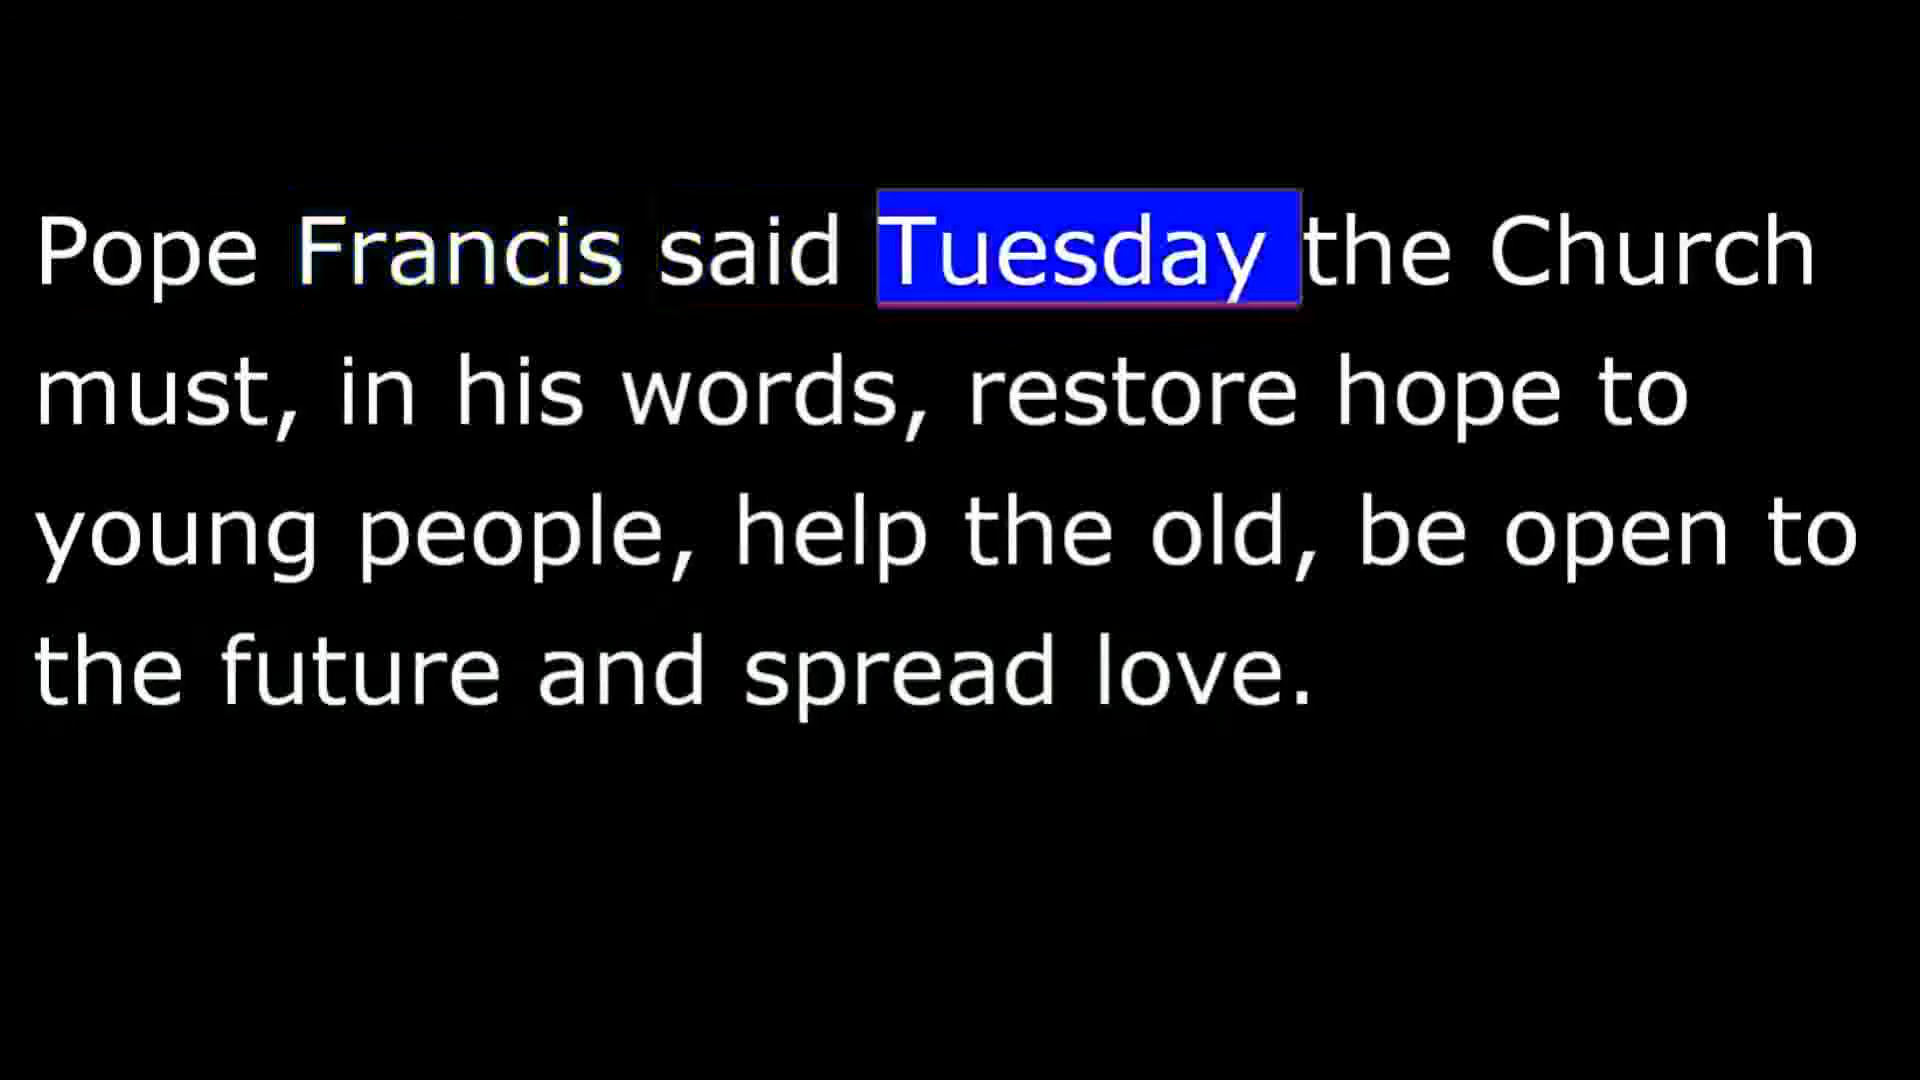 Pope Francis said Tuesday the Church
must, in his words, restore hope to
young people, help the old, be open to
the future and spread love.